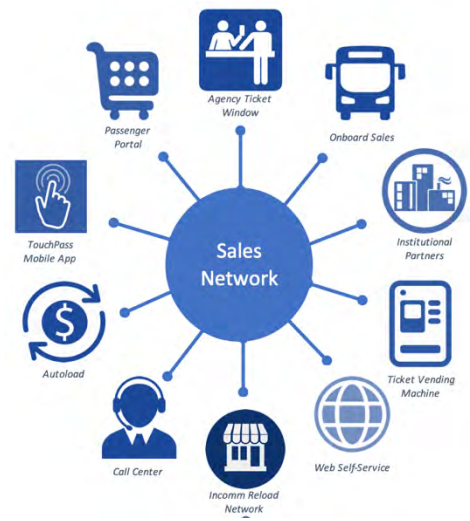 Agency Ticket
Window
Passenger
Portal
Onboard Sales
TouchPass
Mobile App
Sales
Network
Institutional
Partners
Autoload
$
Ticket Vending
Machine
Call Center
Web Self-Service
Incomm Reload
Network